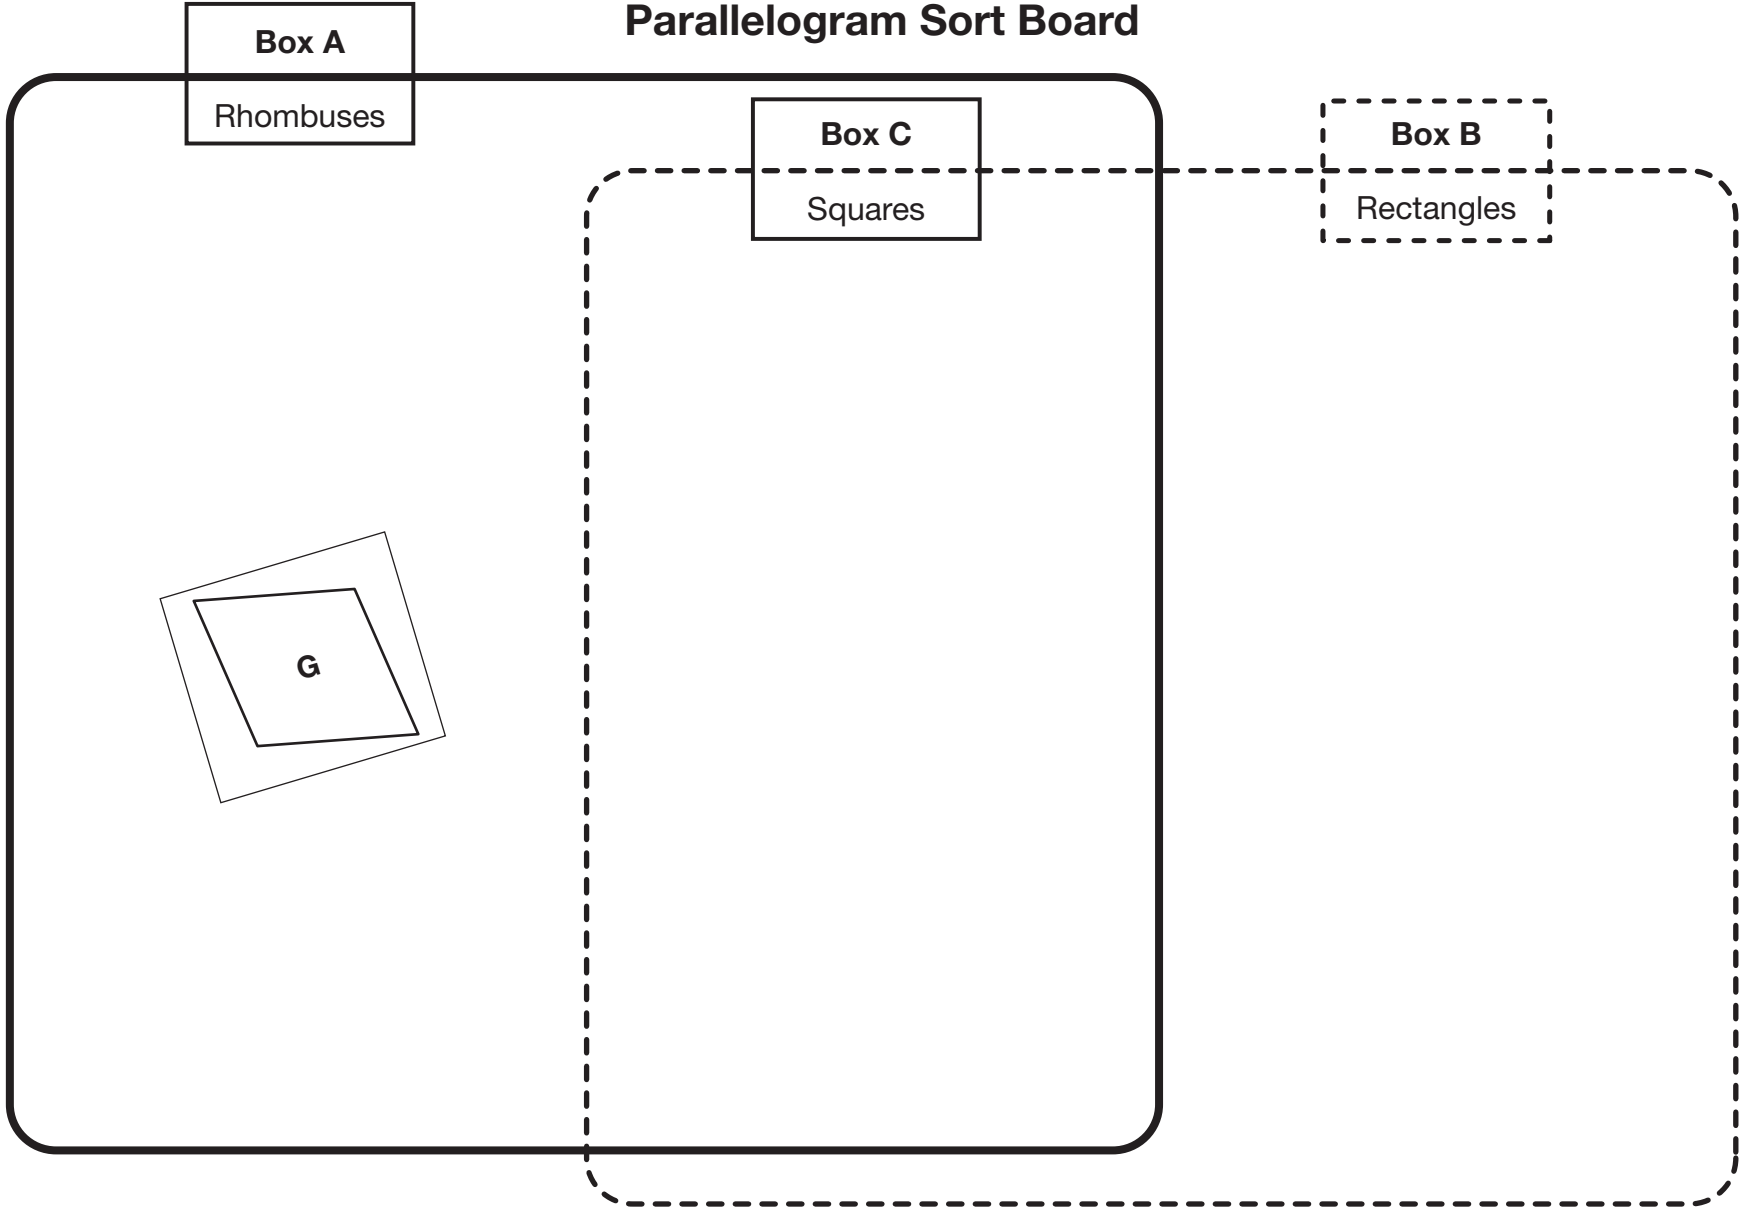 Parallelogram Sort Board
Box A
Rhombuses
Box C
Squares
Box B
Rectangles
G